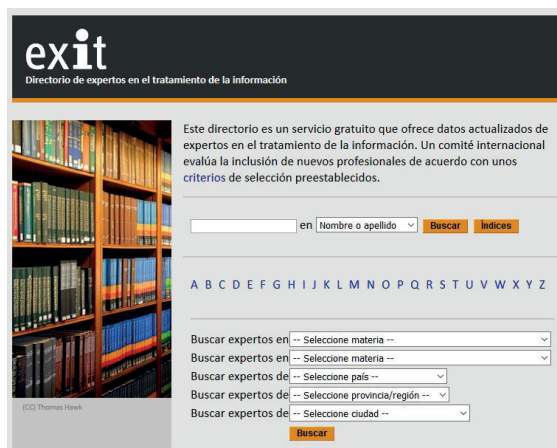 exit
Directorio de expertos en el tratamiento de la información
Este directorio es un servicio gratuito que ofrece datos actualizados de
expertos en el tratamiento de la información. Un comité internacional
evalúa la inclusión de nuevos profesionales de acuerdo con unos
criterios de selección preestablecidos.
en Nombre o apellido Buscar Índices
A B C D E F G H I J K L M N O P Q R S T U V W X Y Z
Buscar expertos en -- Seleccione materia --
Buscar expertos en -- Seleccione materia --
Buscar expertos de -- Seleccione país --
Buscar expertos de -- Seleccione provincia/región --
Buscar expertos de -- Seleccione ciudad --
Buscar
(CC) Thomas Hawk